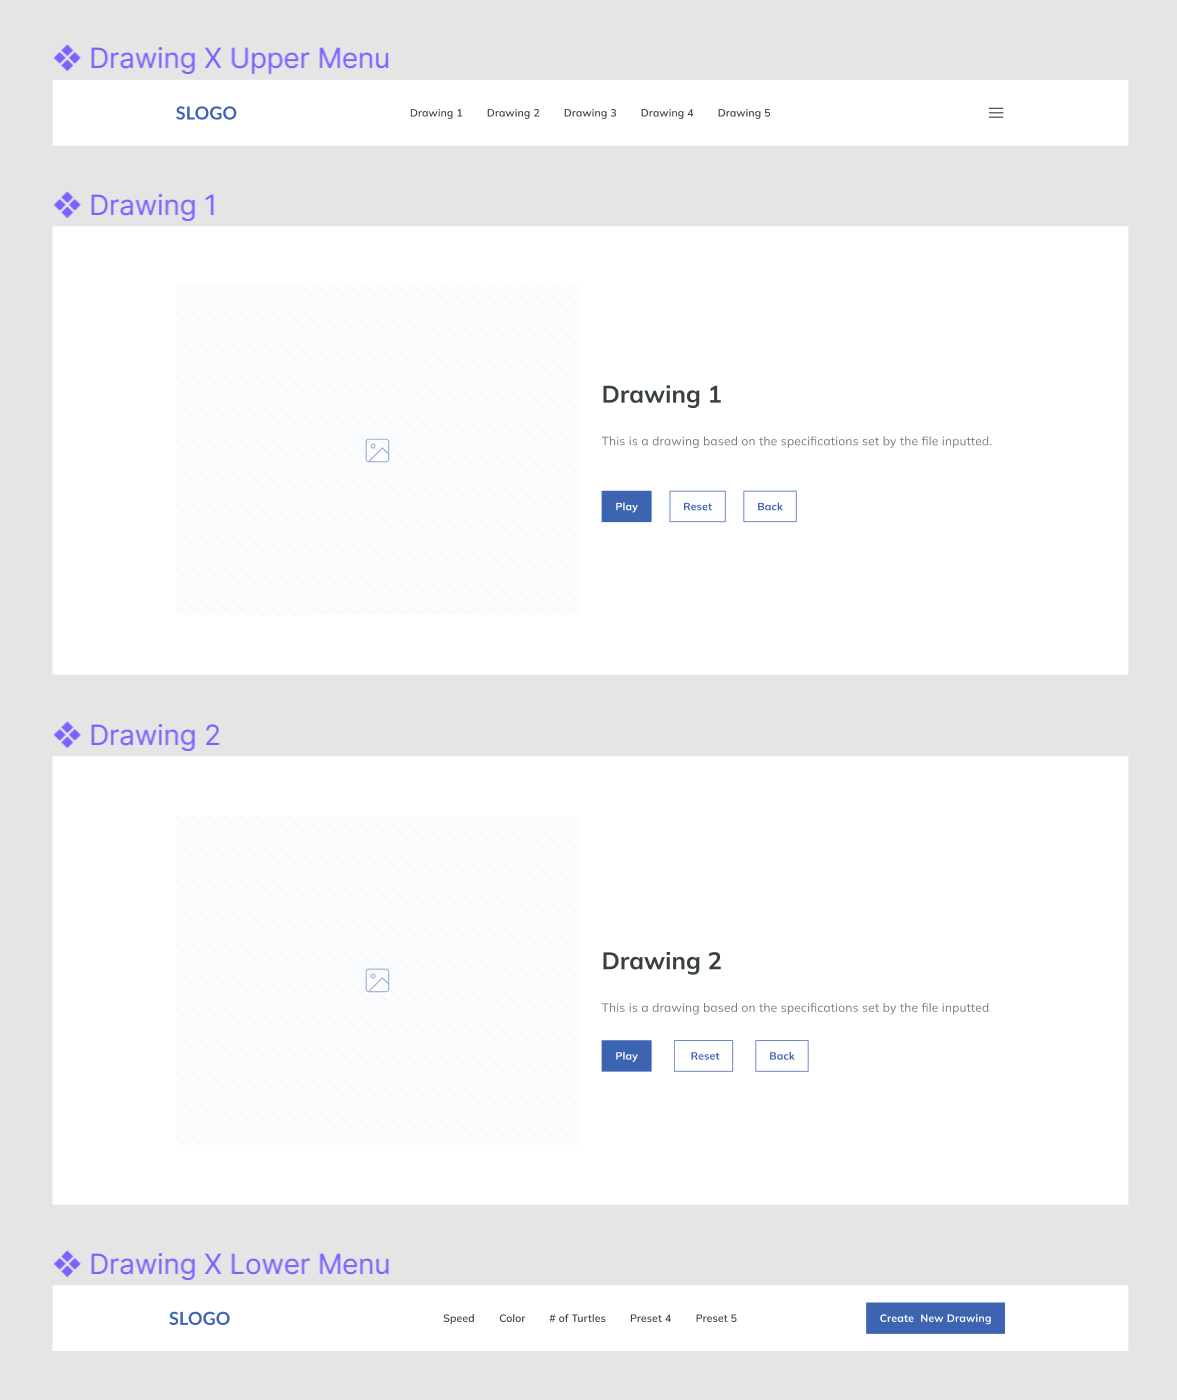 Drawing X Upper Menu
SLOGO Drawing 1 Drawing 2 Drawing 3 Drawing 4 Drawing 5
Drawing 1
Drawing 1
This is a drawing based on the specifications set by the file inputted.
Play Reset Back
Drawing 2
Drawing 2
This is a drawing based on the specifications set by the file inputted
Play Reset Back
Drawing X Lower Menu
SLOGO Speed Color # of Turtles Preset 4 Preset 5 Create New Drawing